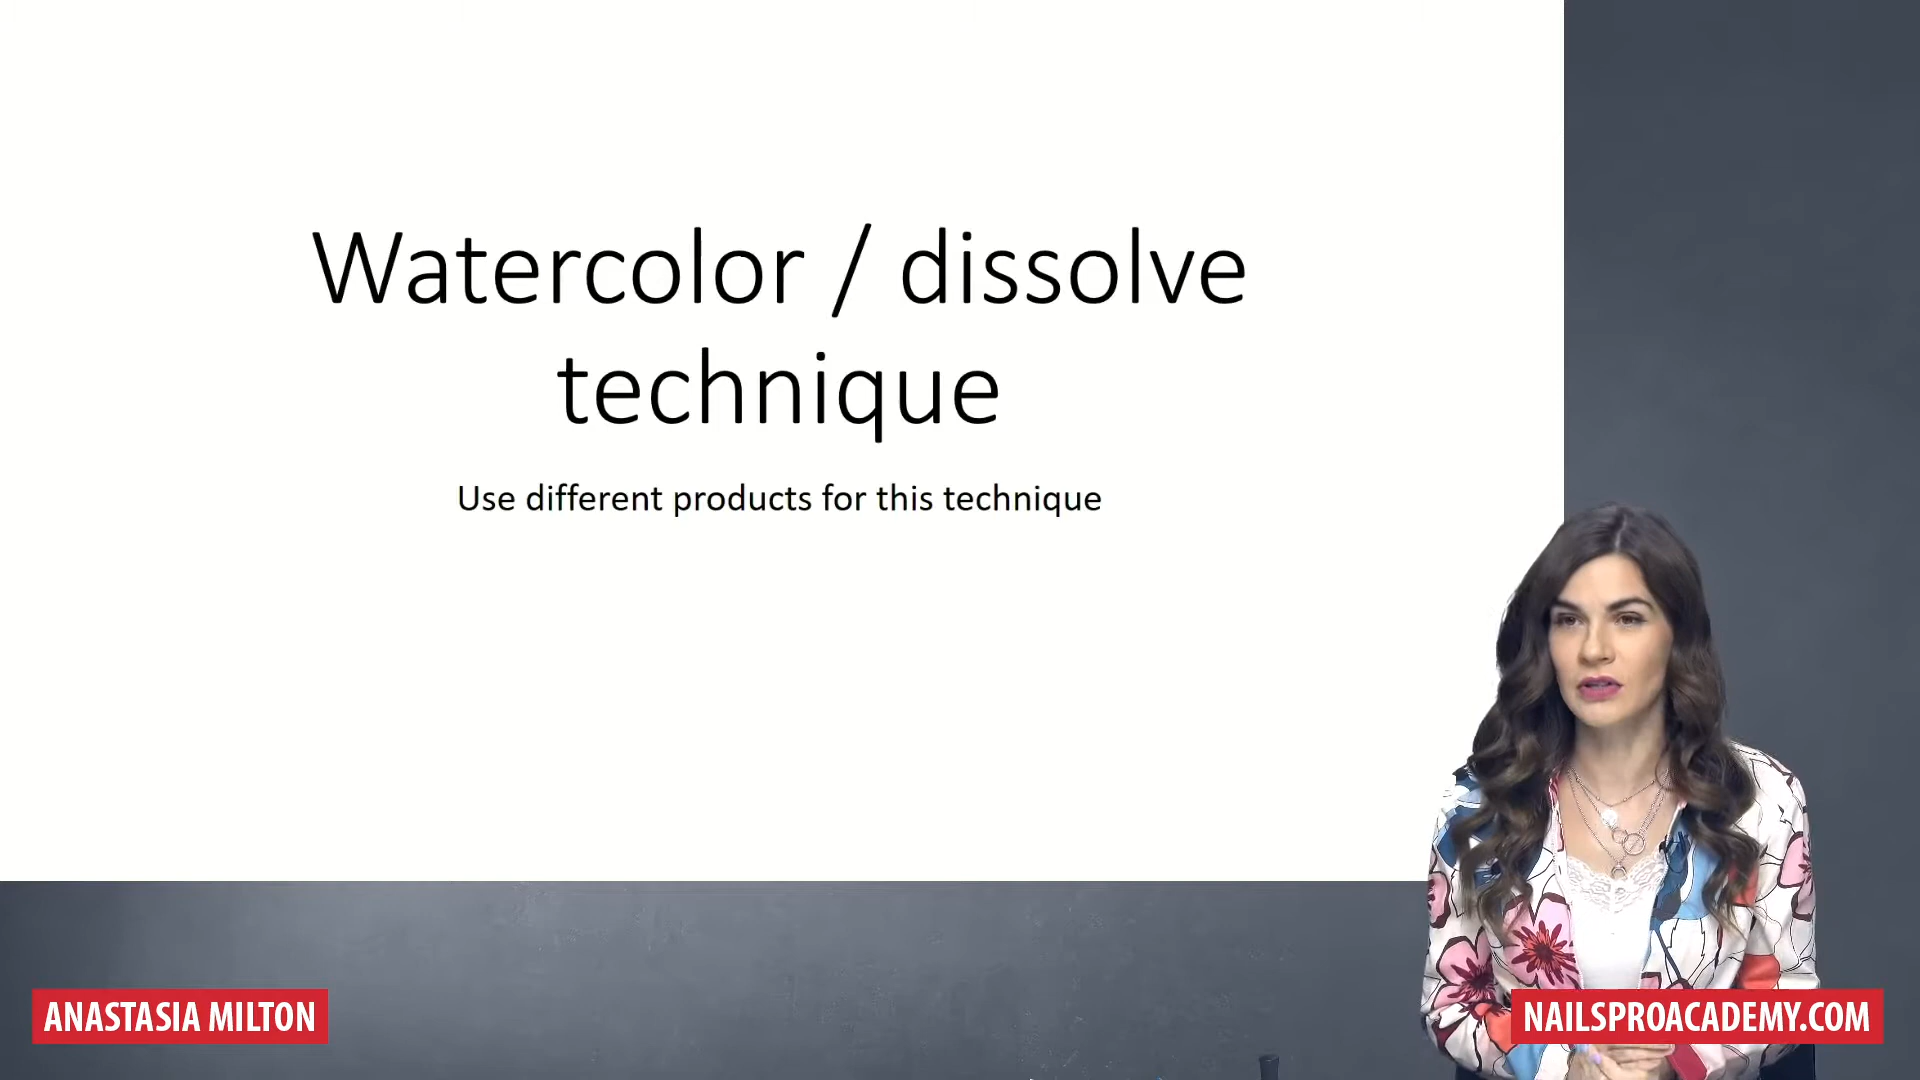 Watercolor / dissolve
technique
Use different products for this technique
ANASTASIA MILTON
NAILSPROACADEMY.COM